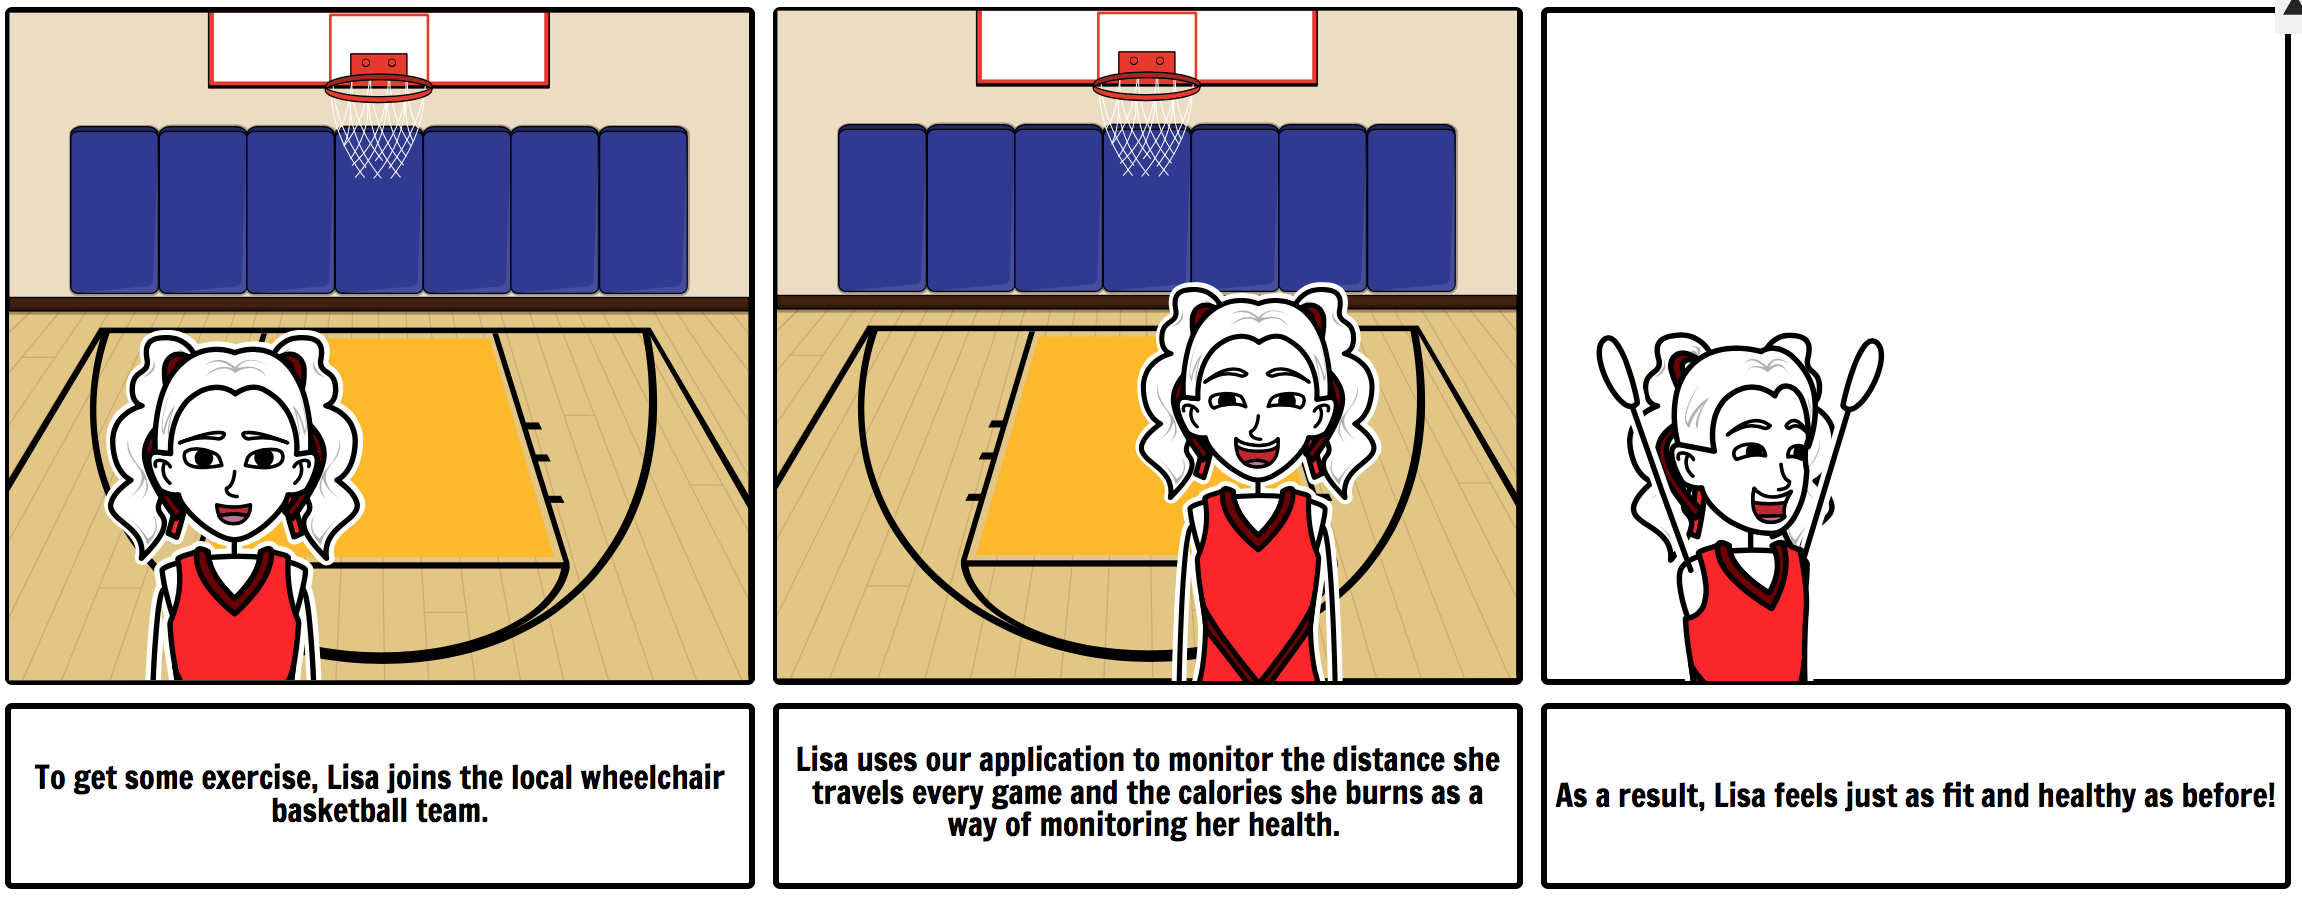 To get some exercise, Lisa joins the local wheelchair
basketball team.
Lisa uses our application to monitor the distance she
travels every game and the calories she burns as a
way of monitoring her health.
As a result, Lisa feels just as fit and healthy as before!